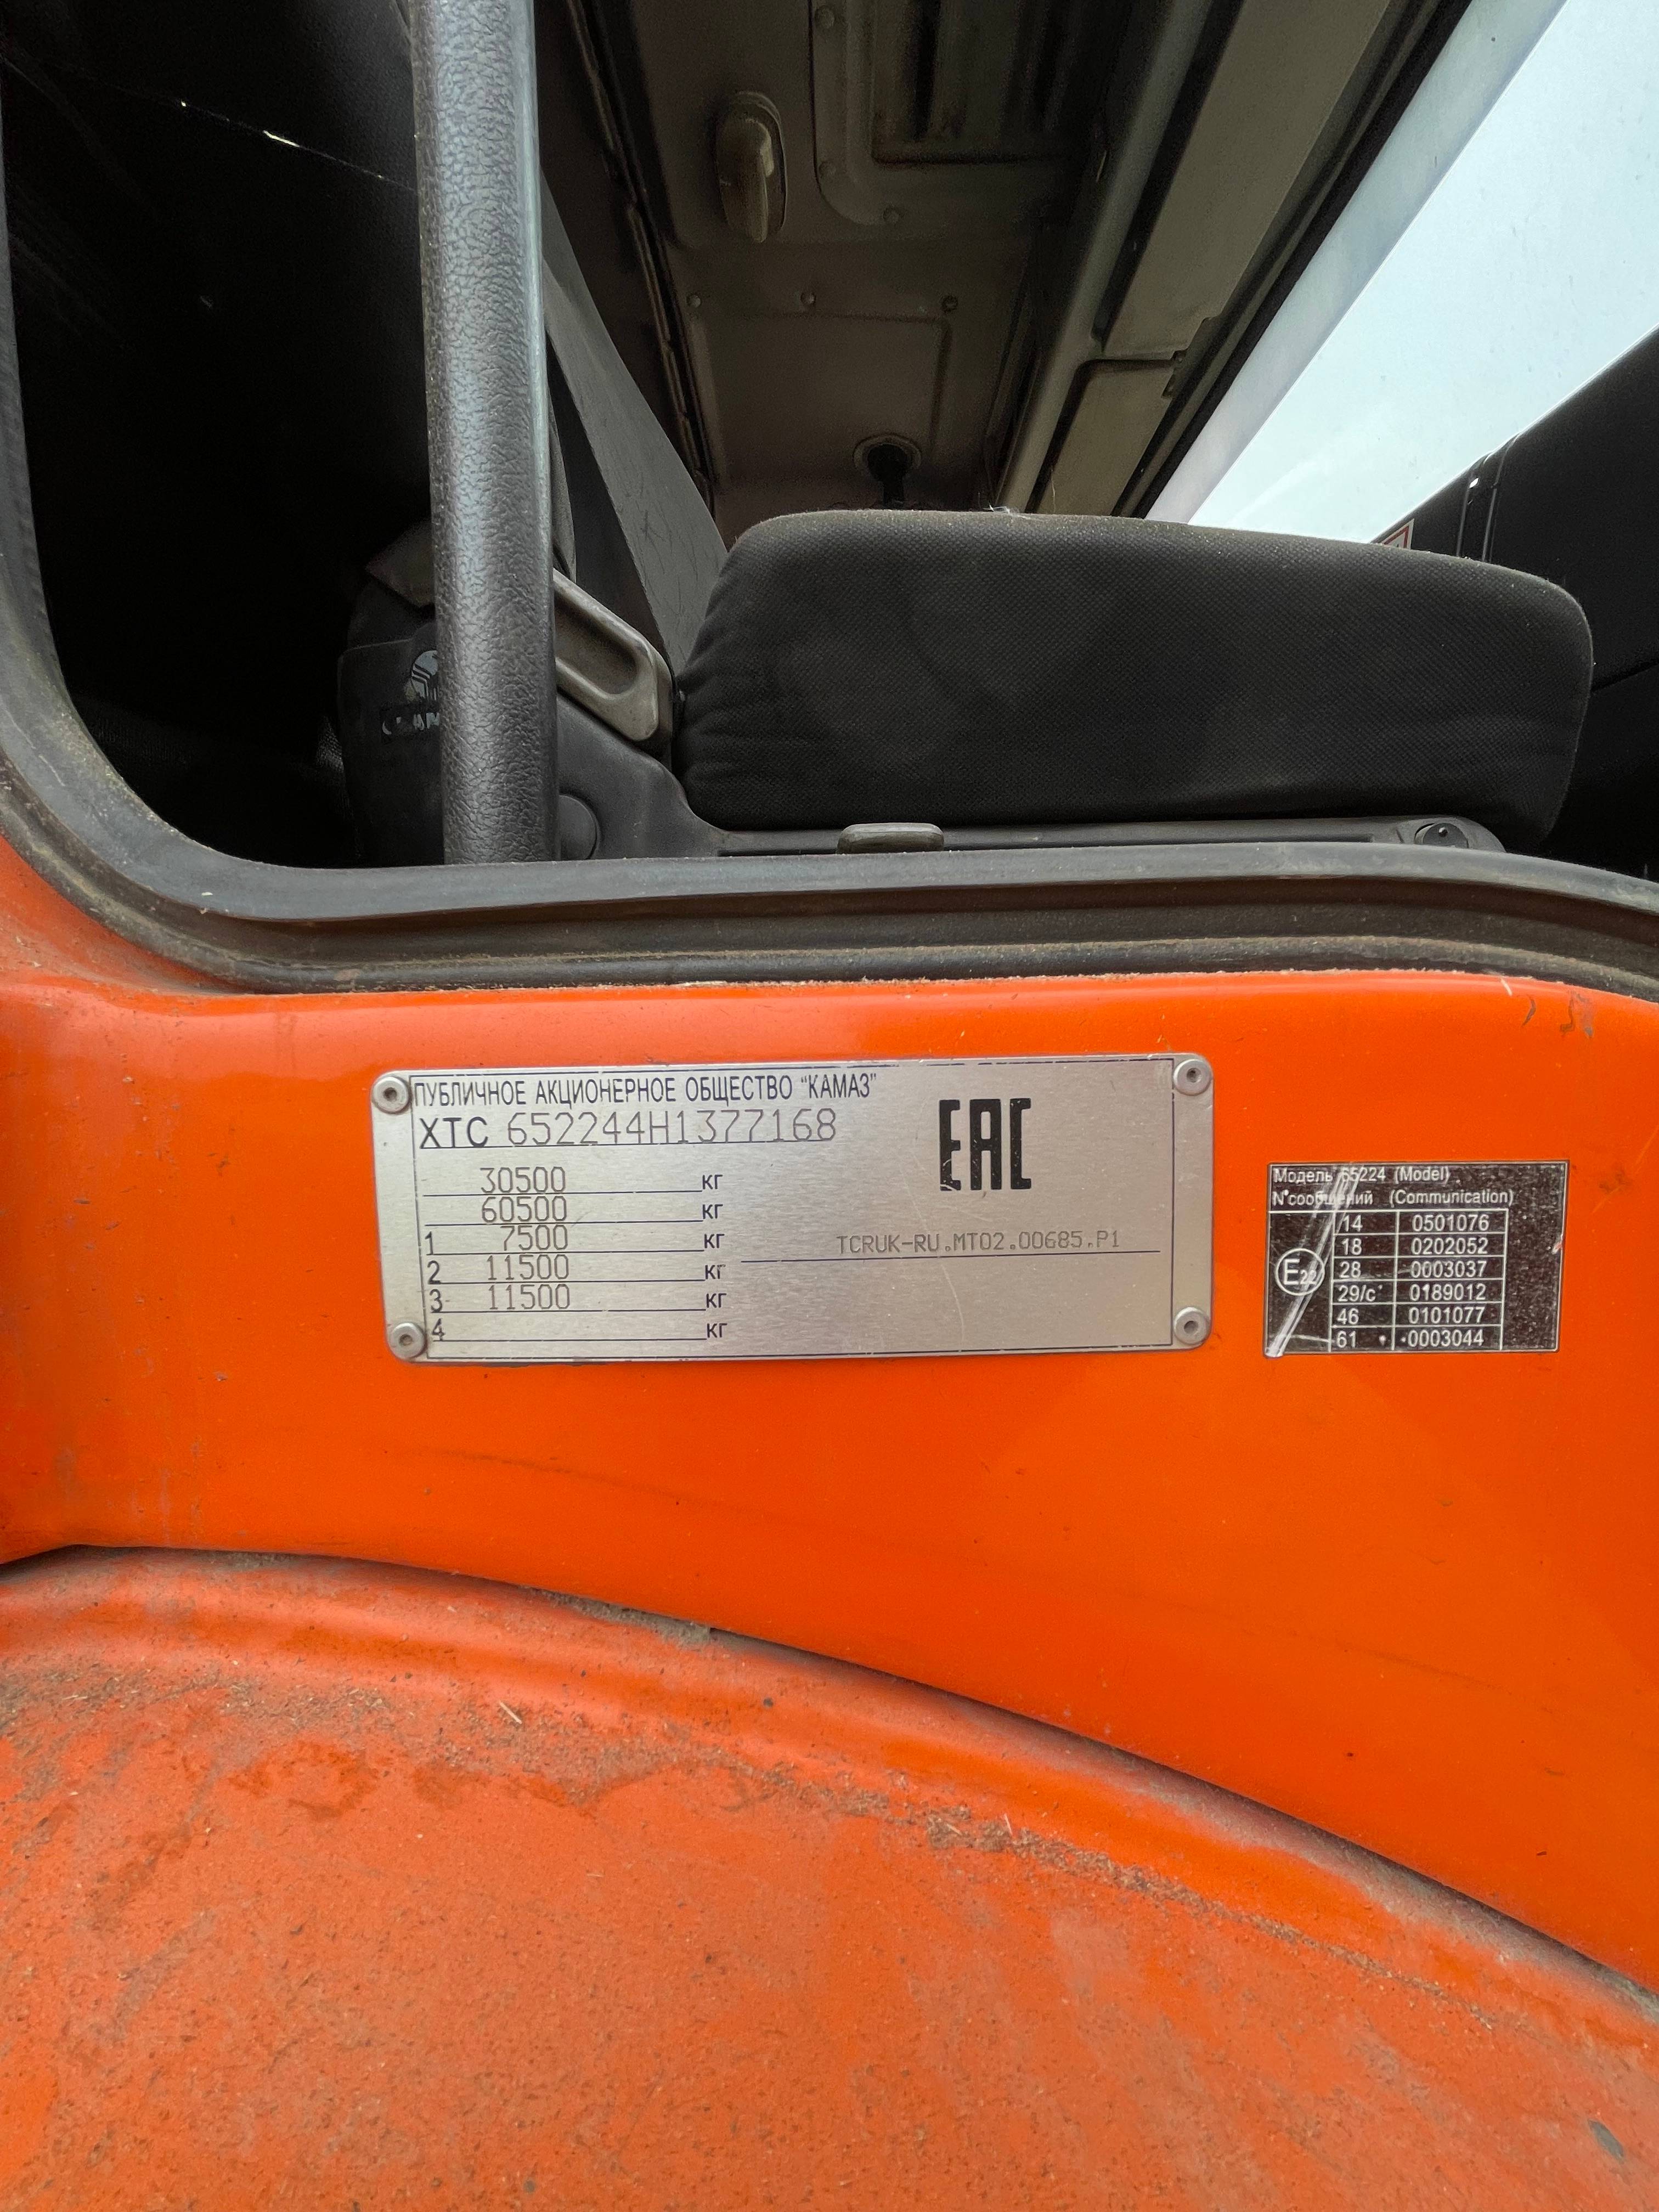 ПУБЛИЧНОЕ АКЦИОНЕРНОЕ ОБЩЕСТВО "КАМАЗ"
XTC 652244H1377168
EAC
30500 кг
60500 кг
1 7500 кг
TCRUK-RU.MT02.00685.P1
2 11500 кг
3 11500 кг
4 кг
Модель 65224 (Model)
N°сообщений (Communication)
E22
14 0501076
18 0202052
28 0003037
29/c 0189012
46 0101077
61 0003044